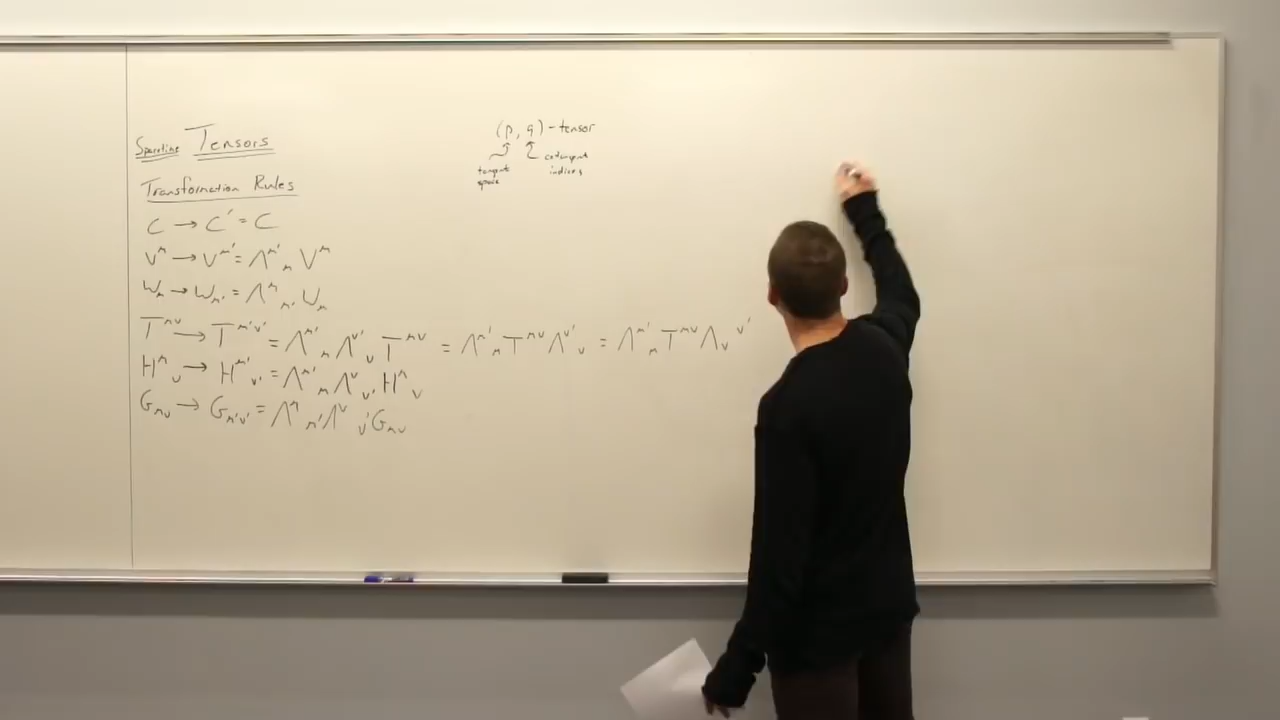 Spacetime Tensors
(p, q) - tensor
tangent space
cotangent indices
Transformation Rules
C → C' = C
V^μ → V^μ' = Λ^μ'_μ V^μ
W_μ → W_μ' = Λ^μ_μ' W_μ
T^μν → T^μ'ν' = Λ^μ'_μ Λ^ν'_ν T^μν = Λ^μ'_μ T^μν Λ^ν'_ν = Λ^μ'_μ T^μν Λ_ν^ν'
H^μ_ν → H^μ'_ν' = Λ^μ'_μ Λ^ν_ν' H^μ_ν
G_μν → G_μ'ν' = Λ^μ_μ' Λ^ν_ν' G_μν